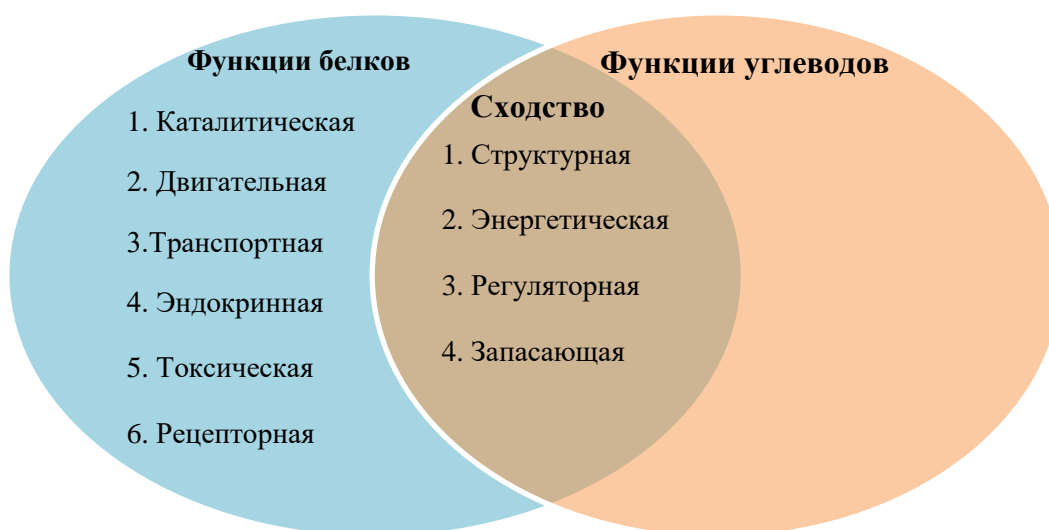 Функции белков
1. Каталитическая
2. Двигательная
3.Транспортная
4. Эндокринная
5. Токсическая
6. Рецепторная
Сходство
1. Структурная
2. Энергетическая
3. Регуляторная
4. Запасающая
Функции углеводов